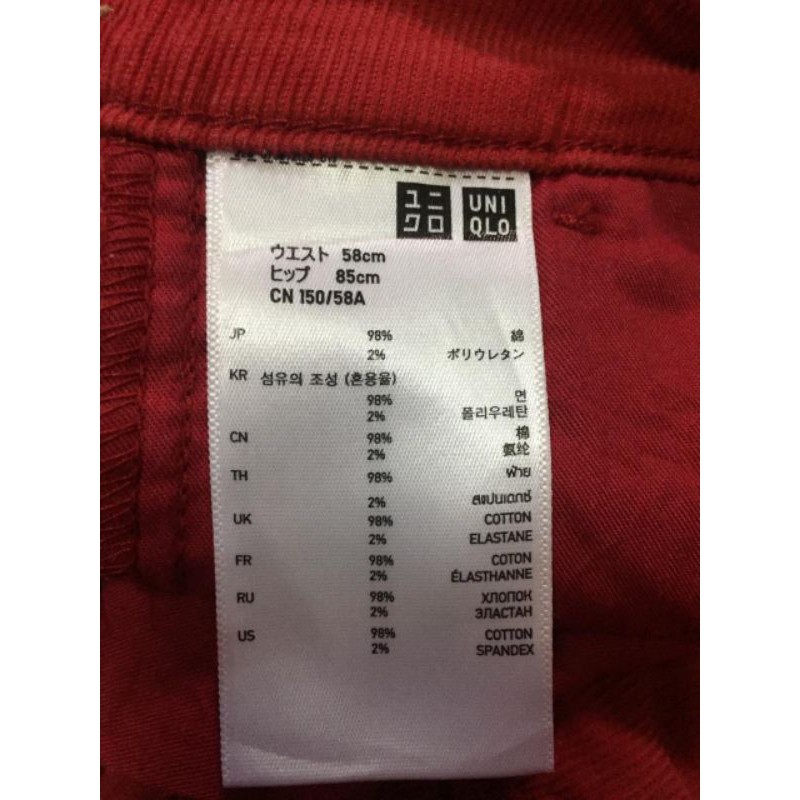 ユニ
クロ
UNI
QLO
ウエスト 58cm
ヒップ 85cm
CN 150/58A
JP 98% 綿
2% ポリウレタン
KR 섬유의 조성 (혼용율)
98% 면
2% 폴리우레탄
CN 98% 棉
2% 氨纶
TH 98% ฝ้าย
2% สแปนเดกซ์
UK 98% COTTON
2% ELASTANE
FR 98% COTON
2% ÉLASTHANNE
RU 98% ХЛОПОК
2% ЭЛАСТАН
US 98% COTTON
2% SPANDEX